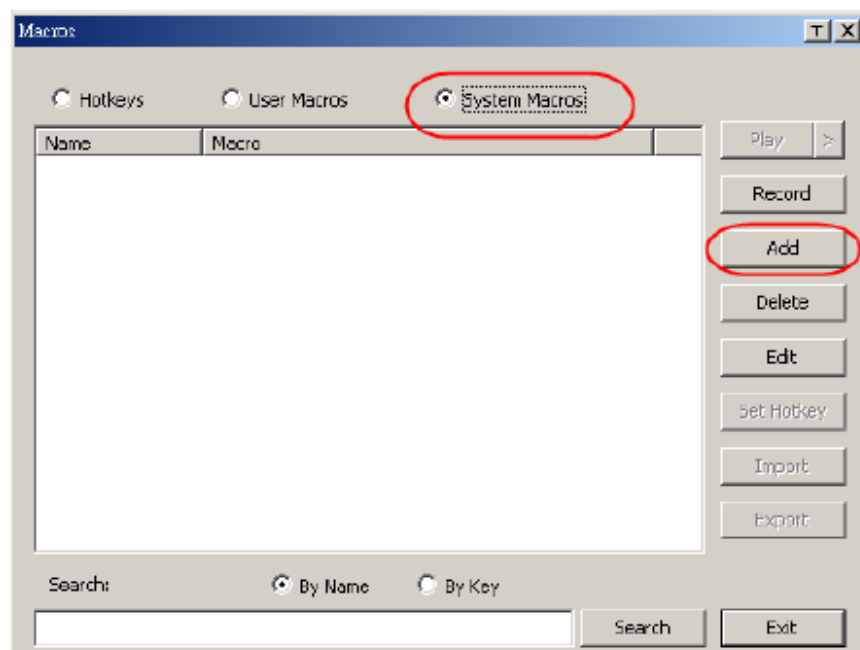 Macros
T X
Hotkeys User Macros System Macros
Name Macro
Play >
Record
Add
Delete
Edit
Set Hotkey
Import
Export
Search: By Name By Key
Search Exit